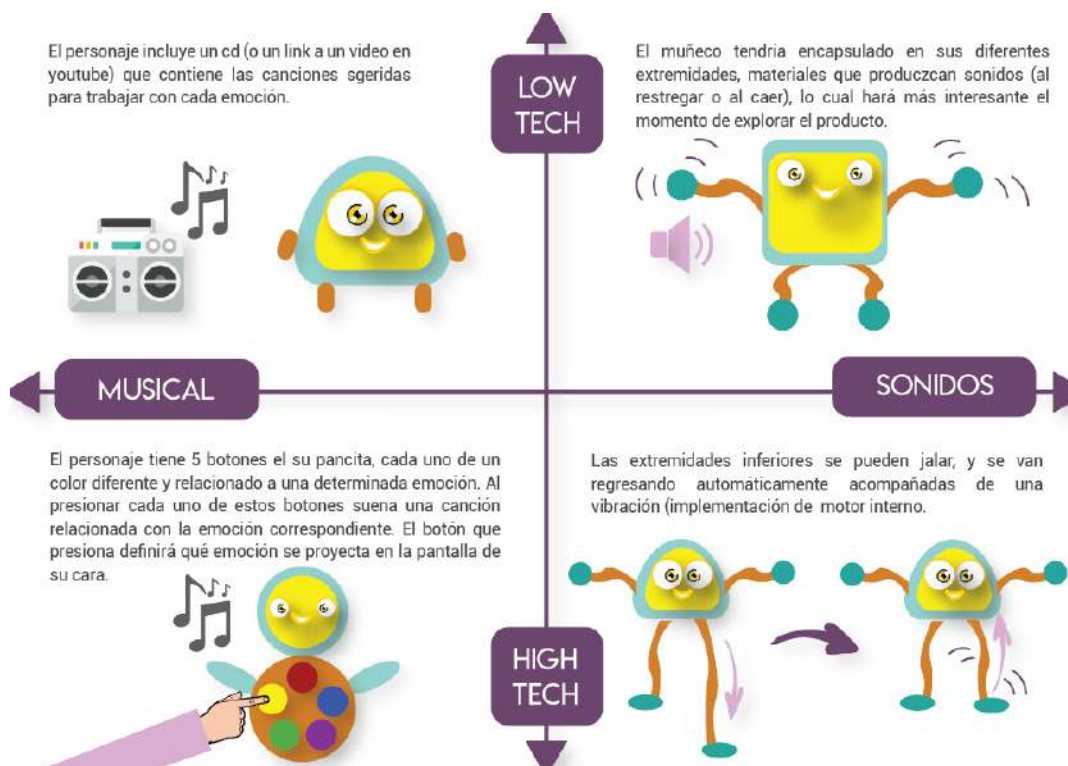 El personaje incluye un cd (o un link a un video en
youtube) que contiene las canciones sgeridas
para trabajar con cada emoción.
LOW
TECH
El muñeco tendria encapsulado en sus diferentes
extremidades, materiales que produzcan sonidos (al
restregar o al caer), lo cual hará más interesante el
momento de explorar el producto.
MUSICAL
SONIDOS
El personaje tiene 5 botones el su pancita, cada uno de un
color diferente y relacionado a una determinada emoción. Al
presionar cada uno de estos botones suena una canción
relacionada con la emoción correspondiente. El botón que
presiona definirá qué emoción se proyecta en la pantalla de
su cara.
Las extremidades inferiores se pueden jalar, y se van
regresando automáticamente acompañadas de una
vibración (implementación de motor interno.
HIGH
TECH